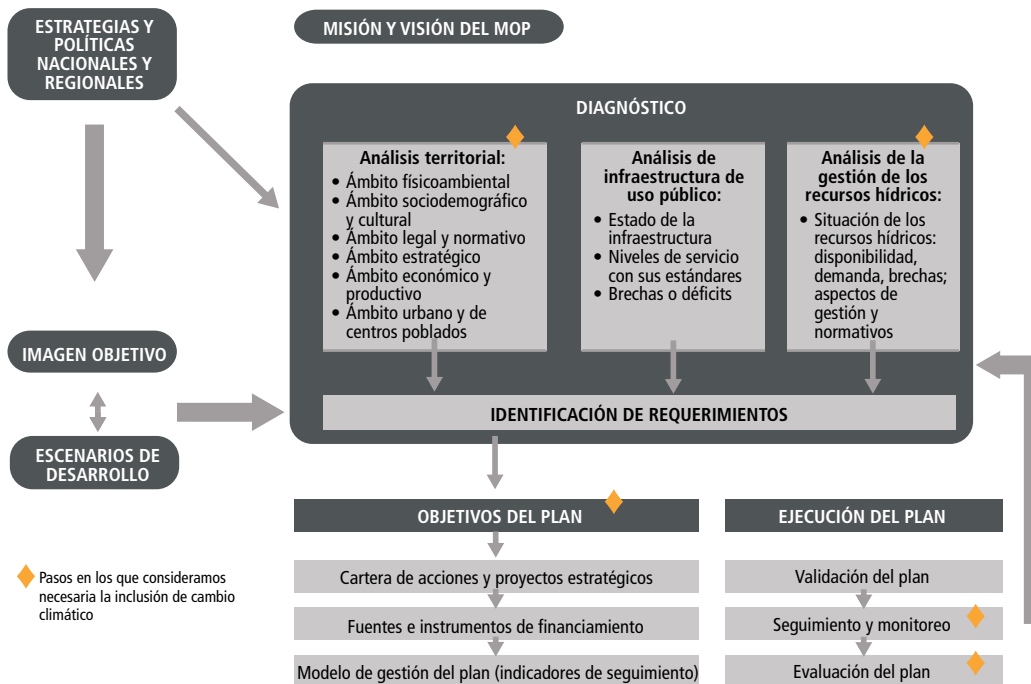 ESTRATEGIAS Y
POLÍTICAS
NACIONALES Y
REGIONALES
MISIÓN Y VISIÓN DEL MOP
DIAGNÓSTICO
Análisis territorial:
• Ámbito físicoambiental
• Ámbito sociodemográfico
y cultural
• Ámbito legal y normativo
• Ámbito estratégico
• Ámbito económico y
productivo
• Ámbito urbano y de
centros poblados
Análisis de
infraestructura de
uso público:
• Estado de la
infraestructura
• Niveles de servicio
con sus estándares
• Brechas o déficits
Análisis de la
gestión de los
recursos hídricos:
• Situación de los
recursos hídricos:
disponibilidad,
demanda, brechas;
aspectos de
gestión y
normativos
IDENTIFICACIÓN DE REQUERIMIENTOS
IMAGEN OBJETIVO
ESCENARIOS DE
DESARROLLO
OBJETIVOS DEL PLAN
Cartera de acciones y proyectos estratégicos
Fuentes e instrumentos de financiamiento
Modelo de gestión del plan (indicadores de seguimiento)
EJECUCIÓN DEL PLAN
Validación del plan
Seguimiento y monitoreo
Evaluación del plan
Pasos en los que consideramos
necesaria la inclusión de cambio
climático